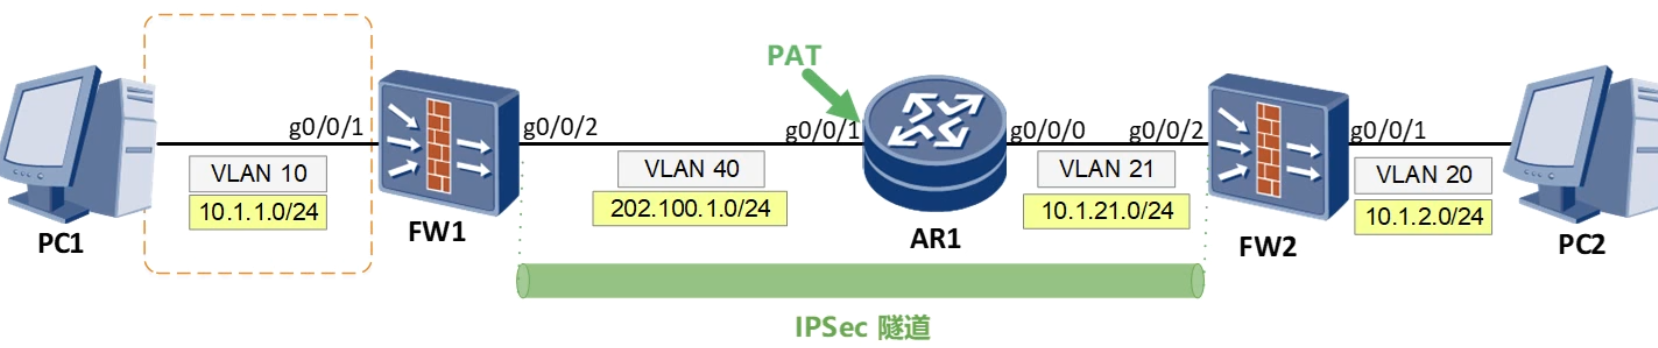 PAT
g0/0/1
g0/0/2
g0/0/1
g0/0/0
g0/0/2
g0/0/1
VLAN 10
VLAN 40
VLAN 21
VLAN 20
10.1.1.0/24
202.100.1.0/24
10.1.21.0/24
10.1.2.0/24
PC1
FW1
AR1
FW2
PC2
IPSec 隧道